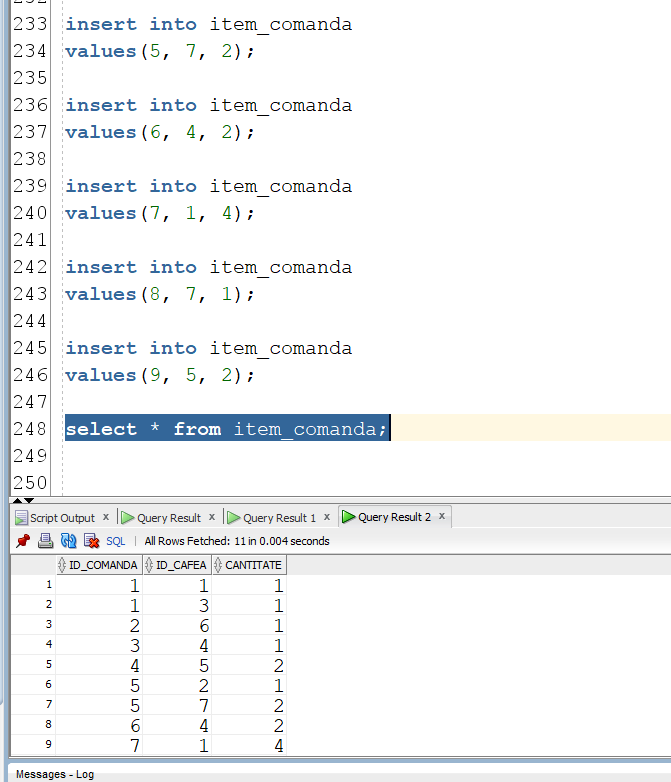 233 insert into item_comanda
234 values(5, 7, 2);
235
236 insert into item_comanda
237 values(6, 4, 2);
238
239 insert into item_comanda
240 values(7, 1, 4);
241
242 insert into item_comanda
243 values(8, 7, 1);
244
245 insert into item_comanda
246 values(9, 5, 2);
247
248 select * from item_comanda;
249
250
Script Output x Query Result x Query Result 1 x Query Result 2 x
SQL All Rows Fetched: 11 in 0.004 seconds
ID_COMANDA ID_CAFEA CANTITATE
1 1 1 1
2 1 3 1
3 2 6 1
4 3 4 1
5 4 5 2
6 5 2 1
7 5 7 2
8 6 4 2
9 7 1 4
Messages - Log